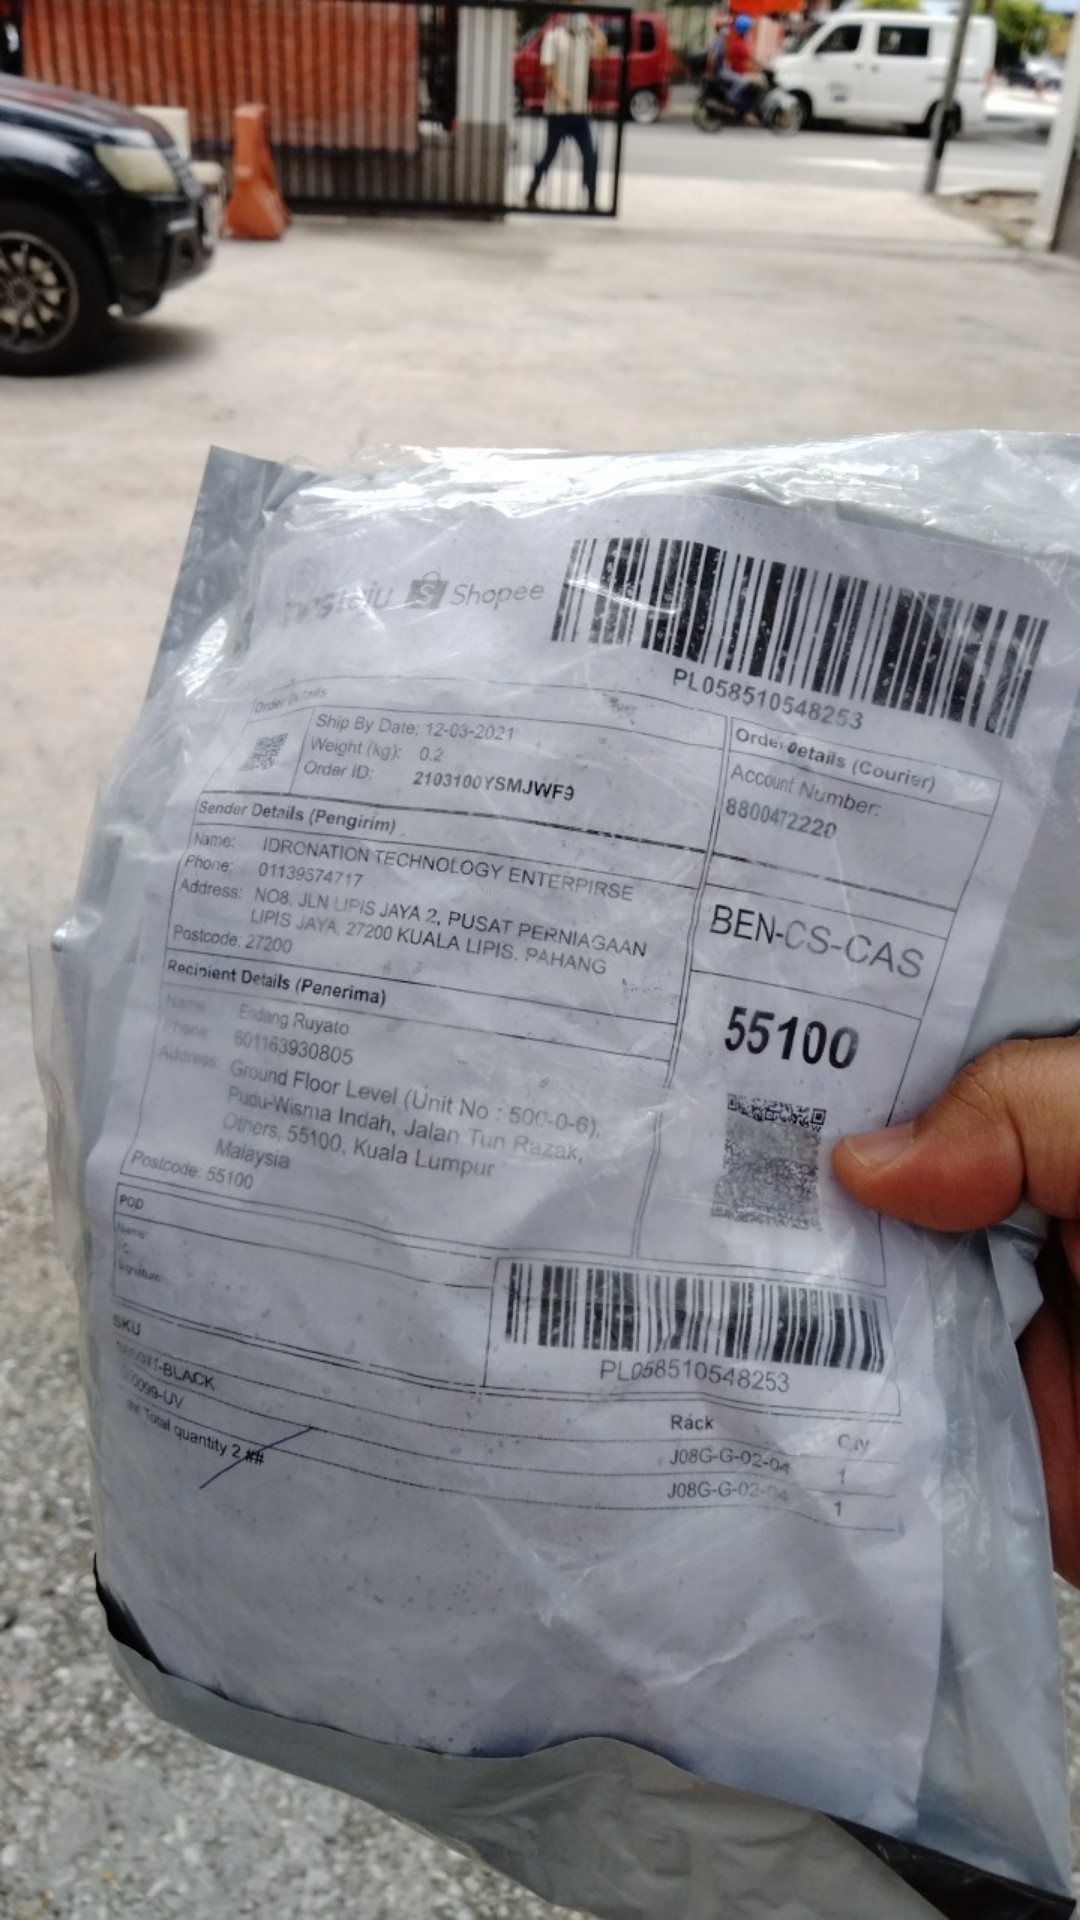 Shopee
PL058510548253
Order Details
Ship By Date: 12-03-2021
Weight (kg): 0.2
Order ID: 2103100YSMJWF9
Order Details (Courier)
Account Number:
8800472220
Sender Details (Pengirim)
Name: IDRONATION TECHNOLOGY ENTERPIRSE
Phone: 01139574717
Address: NO8, JLN LIPIS JAYA 2, PUSAT PERNIAGAAN
LIPIS JAYA, 27200 KUALA LIPIS, PAHANG
Postcode: 27200
BEN-CS-CAS
Recipient Details (Penerima)
Name: Endang Ruyato
Phone: 601163930805
Address: Ground Floor Level (Unit No : 500-0-6),
Pudu-Wisma Indah, Jalan Tun Razak,
Others, 55100, Kuala Lumpur
Malaysia
Postcode: 55100
55100
POD
Name:
Signature:
PL058510548253
SKU Rack Qty
-BLACK J08G-G-02-04 1
-UV J08G-G-02-04 1
## Total quantity 2 ##